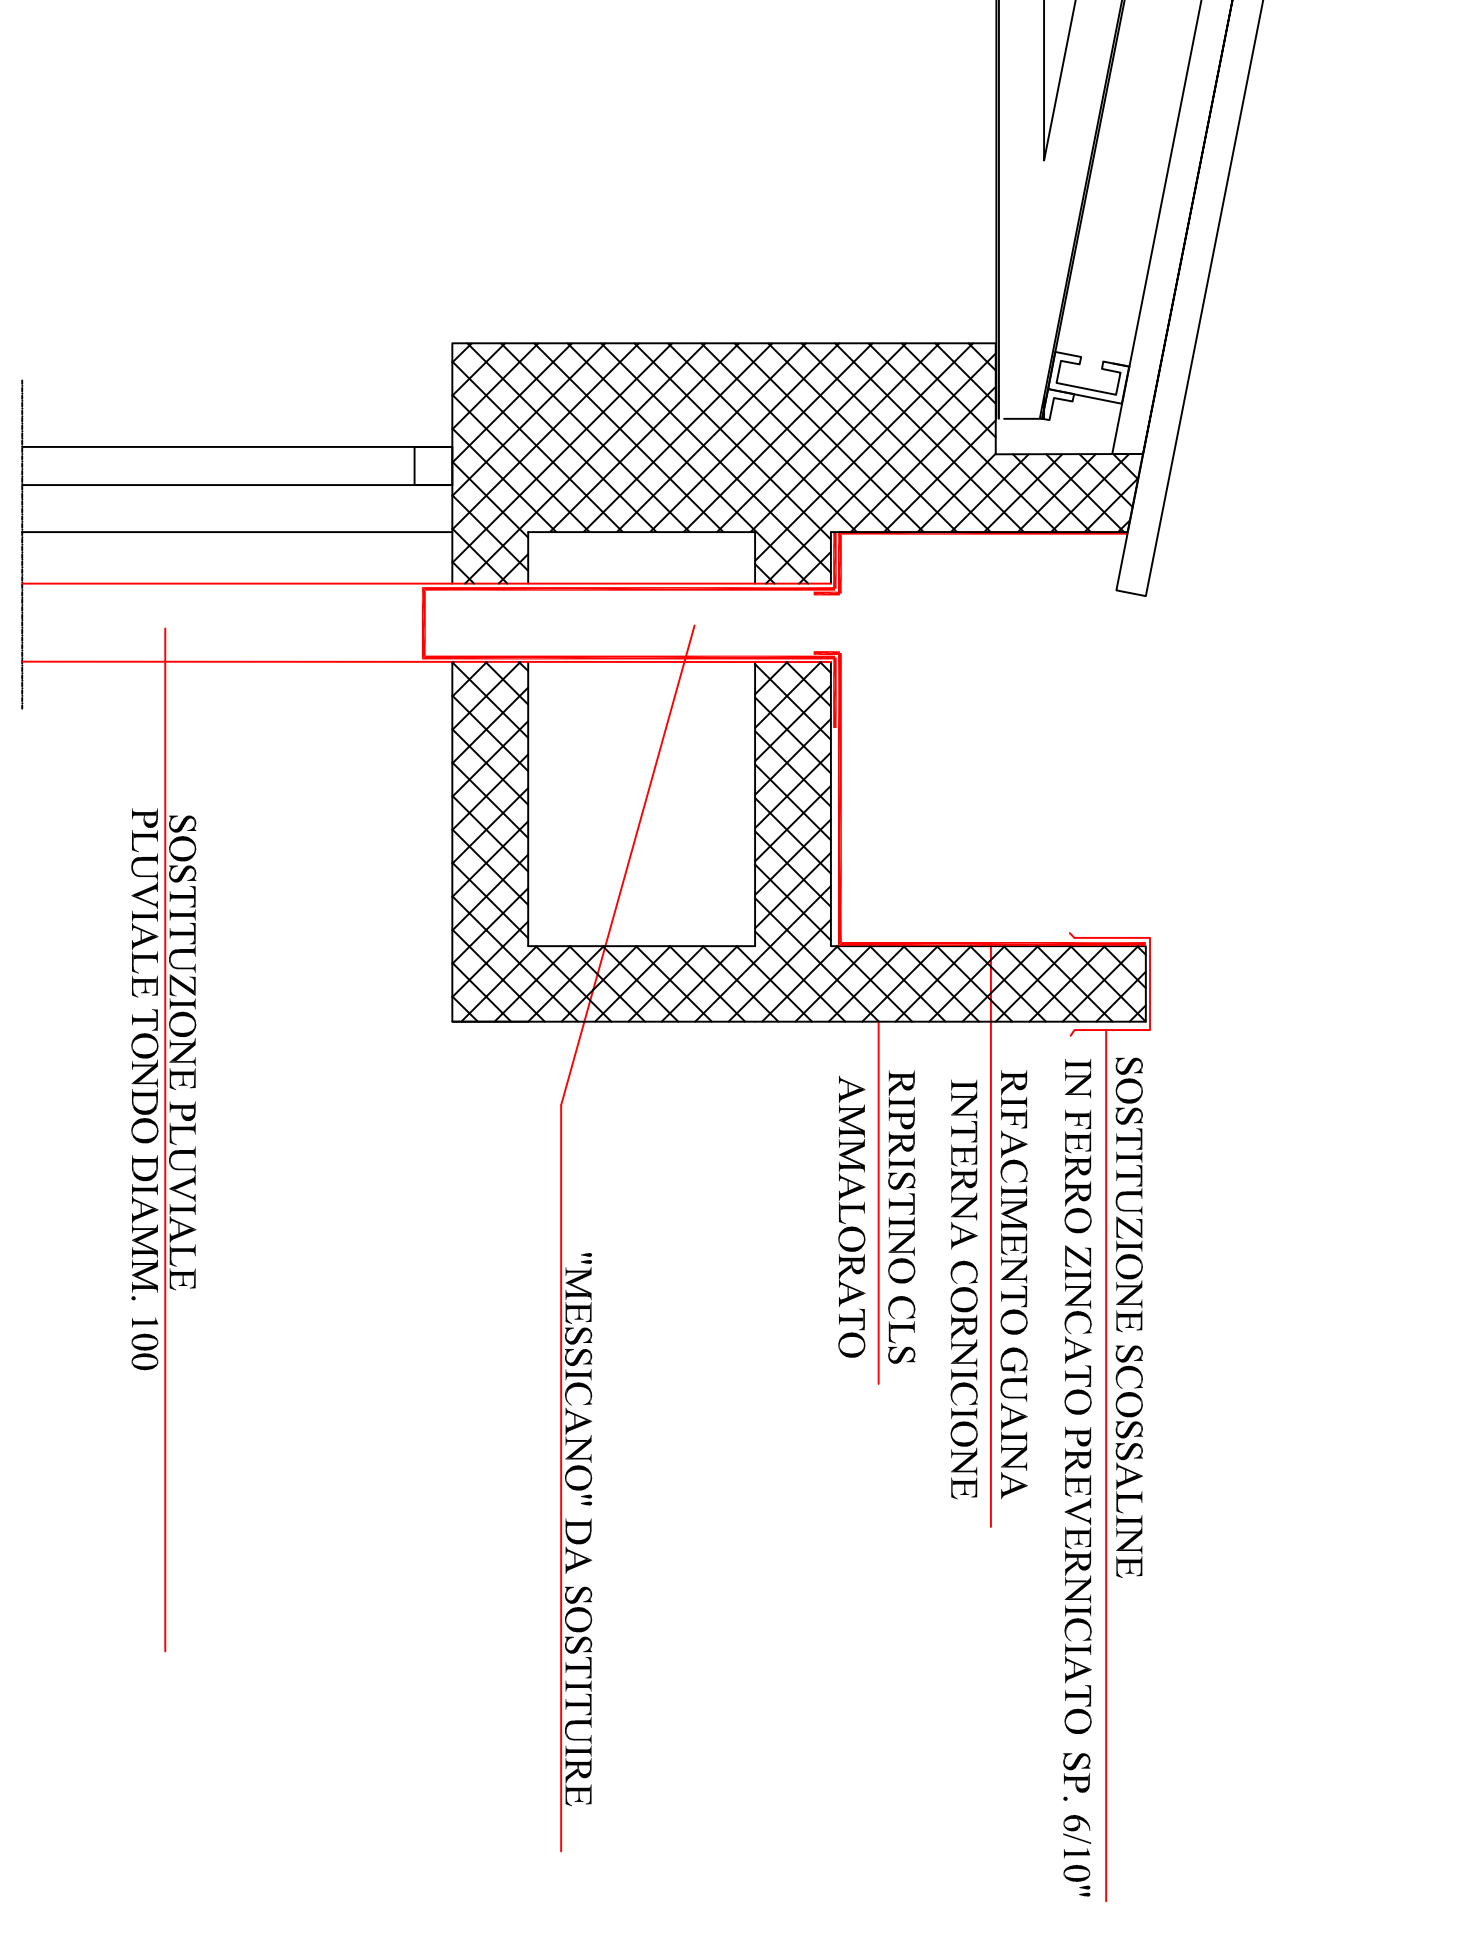 SOSTITUZIONE SCOSSALINE
IN FERRO ZINCATO PREVERNICIATO SP. 6/10"
RIFACIMENTO GUAINA
INTERNA CORNICIONE
RIPRISTINO CLS
AMMALORATO
"MESSICANO" DA SOSTITUIRE
SOSTITUZIONE PLUVIALE
PLUVIALE TONDO DIAMM. 100